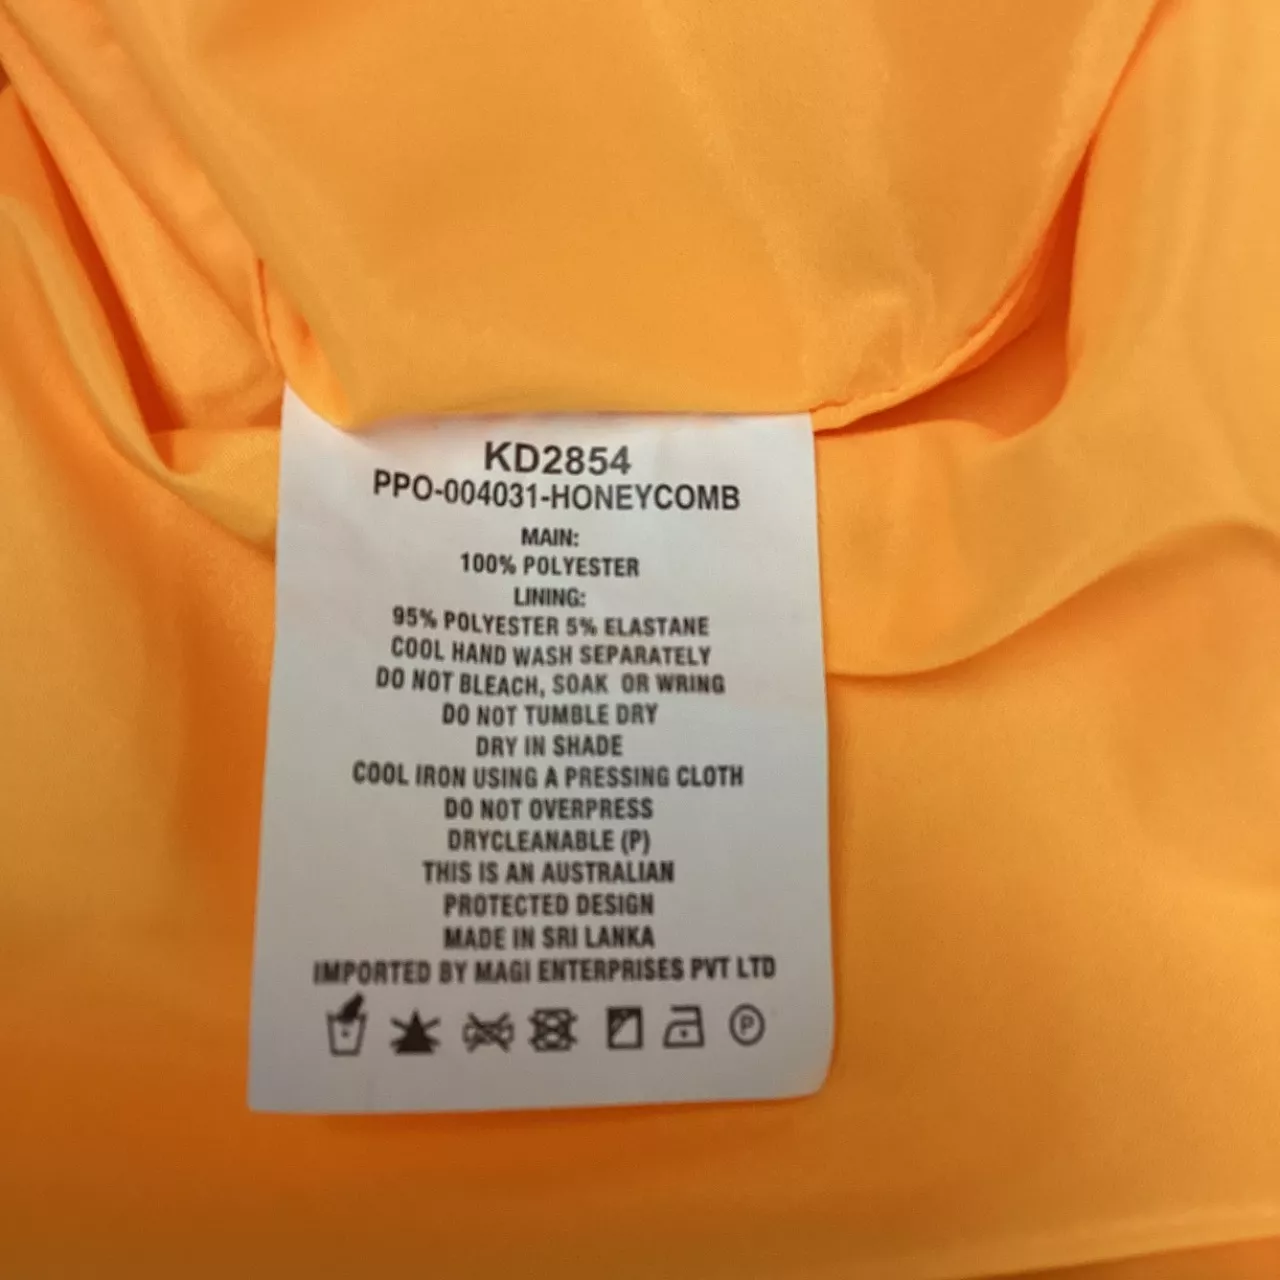 KD2854
PPO-004031-HONEYCOMB
MAIN:
100% POLYESTER
LINING:
95% POLYESTER 5% ELASTANE
COOL HAND WASH SEPARATELY
DO NOT BLEACH, SOAK OR WRING
DO NOT TUMBLE DRY
DRY IN SHADE
COOL IRON USING A PRESSING CLOTH
DO NOT OVERPRESS
DRYCLEANABLE (P)
THIS IS AN AUSTRALIAN
PROTECTED DESIGN
MADE IN SRI LANKA
IMPORTED BY MAGI ENTERPRISES PVT LTD
P